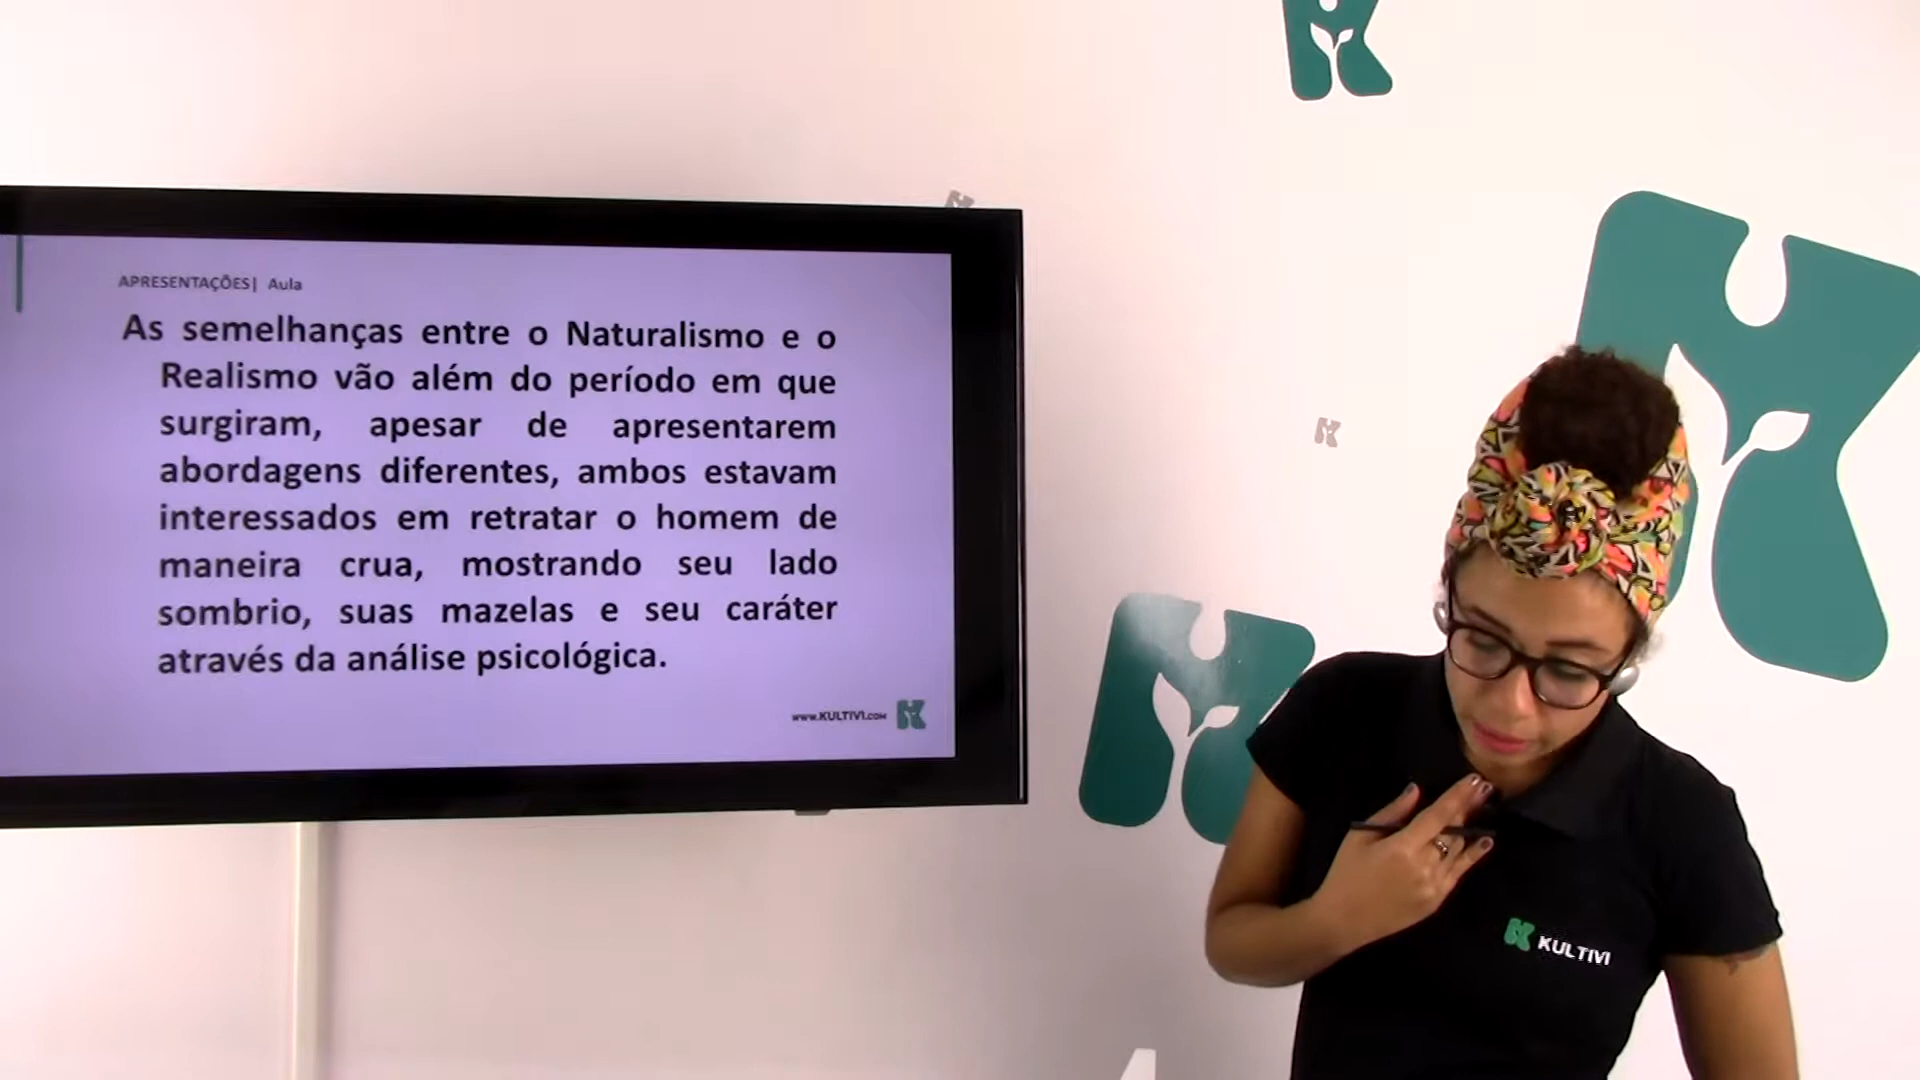 APRESENTAÇÕES| Aula
As semelhanças entre o Naturalismo e o
Realismo vão além do período em que
surgiram, apesar de apresentarem
abordagens diferentes, ambos estavam
interessados em retratar o homem de
maneira crua, mostrando seu lado
sombrio, suas mazelas e seu caráter
através da análise psicológica.
www.KULTIVI.COM
KULTIVI